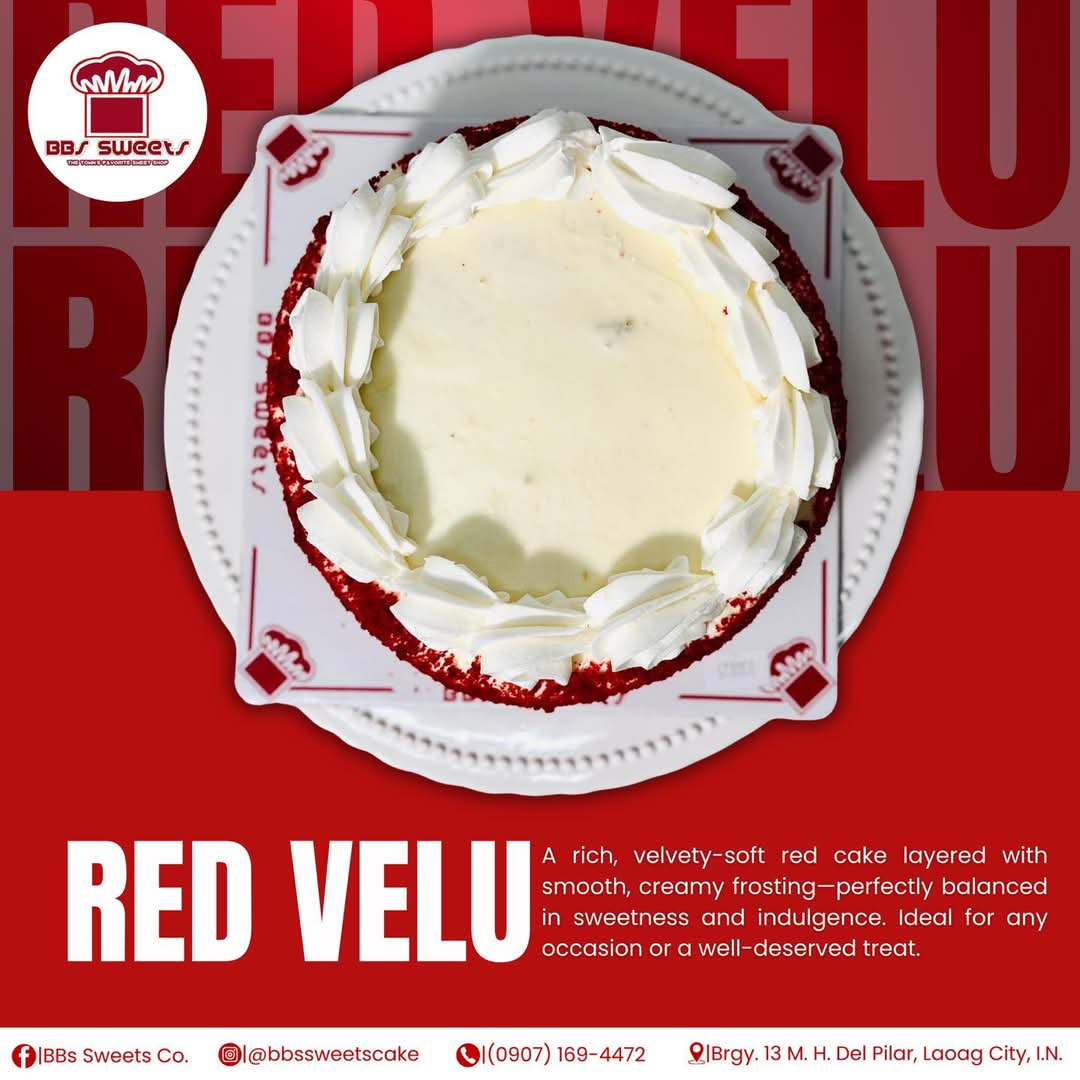 RED VELU
RED VELU
BBs sweets
THE TOWN'S FAVORITE SWEET SHOP
BBs sweets
RED VELU
A rich, velvety-soft red cake layered with
smooth, creamy frosting—perfectly balanced
in sweetness and indulgence. Ideal for any
occasion or a well-deserved treat.
|BBs Sweets Co.
|@bbssweetscake
|(0907) 169-4472
|Brgy. 13 M. H. Del Pilar, Laoag City, I.N.